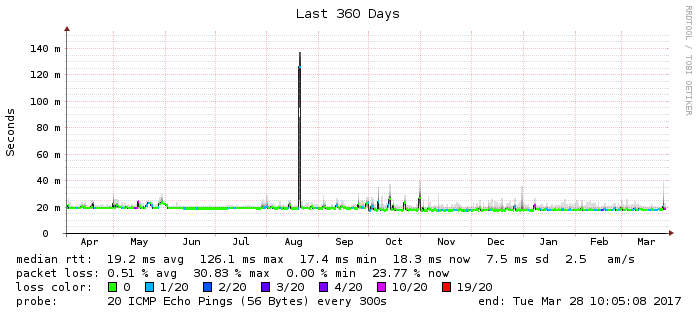 Last 360 Days
RRDTOOL / TOBI OETIKER
Seconds
140 m
120 m
100 m
80 m
60 m
40 m
20 m
0
Apr May Jun Jul Aug Sep Oct Nov Dec Jan Feb Mar
median rtt: 19.2 ms avg 126.1 ms max 17.4 ms min 18.3 ms now 7.5 ms sd 2.5 am/s
packet loss: 0.51 % avg 30.83 % max 0.00 % min 23.77 % now
loss color: 0 1/20 2/20 3/20 4/20 10/20 19/20
probe: 20 ICMP Echo Pings (56 Bytes) every 300s end: Tue Mar 28 10:05:08 2017